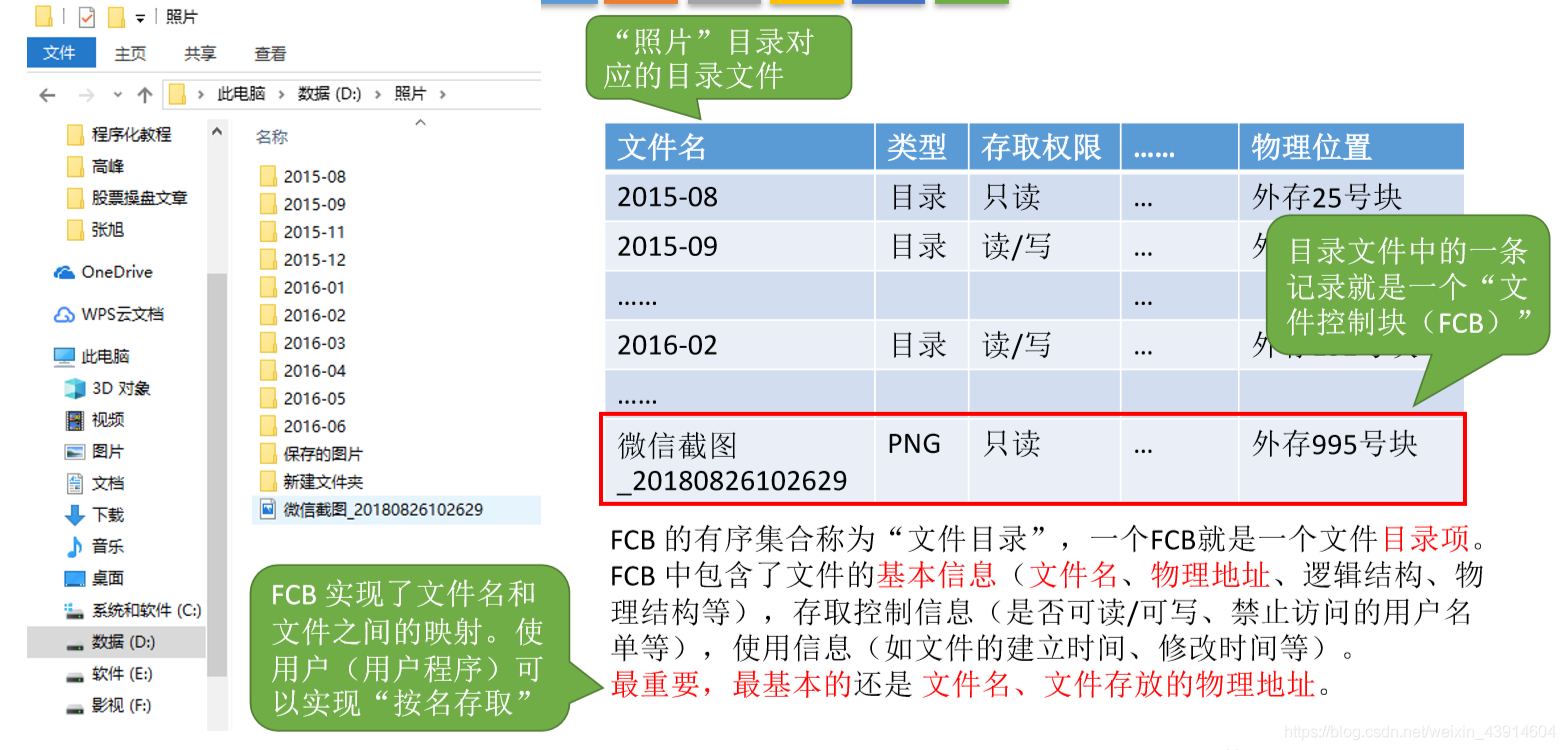 照片
文件 主页 共享 查看
此电脑 数据 (D:) 照片
程序化教程
高峰
股票操盘文章
张旭
OneDrive
WPS云文档
此电脑
3D 对象
视频
图片
文档
下载
音乐
桌面
系统和软件 (C:)
数据 (D:)
软件 (E:)
影视 (F:)
名称
2015-08
2015-09
2015-11
2015-12
2016-01
2016-02
2016-03
2016-04
2016-05
2016-06
保存的图片
新建文件夹
微信截图_20180826102629
“照片”目录对
应的目录文件
文件名 类型 存取权限 …… 物理位置
2015-08 目录 只读 … 外存25号块
2015-09 目录 读/写 … 外
…… …
2016-02 目录 读/写 … 外
……
微信截图 PNG 只读 … 外存995号块
_20180826102629
目录文件中的一条
记录就是一个“文
件控制块（FCB）”
FCB 的有序集合称为“文件目录”，一个FCB就是一个文件目录项。
FCB 中包含了文件的基本信息（文件名、物理地址、逻辑结构、物
理结构等），存取控制信息（是否可读/可写、禁止访问的用户名
单等），使用信息（如文件的建立时间、修改时间等）。
最重要，最基本的还是 文件名、文件存放的物理地址。
FCB 实现了文件名和
文件之间的映射。使
用户（用户程序）可
以实现“按名存取”
https://blog.csdn.net/weixin_43914604